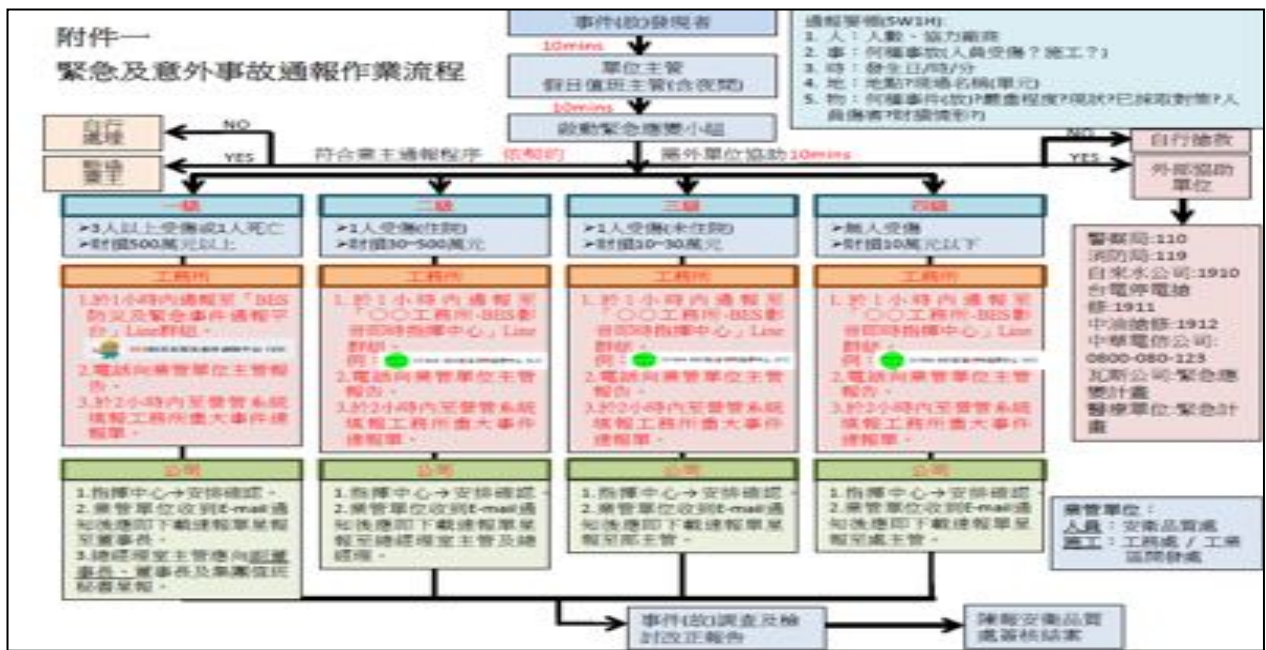 附件一
緊急及意外事故通報作業流程
事件(故)發現者
10mins
單位主管
假日值班主管(含夜間)
10mins
啟動緊急應變小組
通報要領(5W1H):
1. 人：人數、協力廠商
2. 事：何種事故(人員受傷？施工？)
3. 時：發生日/時/分
4. 地：地點?現場名稱(單元)
5. 物：何種事件(故)?嚴重程度?現狀?已採取對策?人
員傷害?財損情形?)
自行
處理
NO
YES
業主
符合業主通報程序
需外單位協助10mins
NO
自行搶救
YES
外部協助
單位
一級
➢3人以上受傷或1人死亡
➢財損500萬元以上
工務所
1.於1小時內通報至「BES
防災及緊急事件通報平
台」Line群組。
2.電話向業管單位主管報
告。
3.於2小時內至營管系統
填報工務所重大事件速
報單。
公司
1.指揮中心→安排確認。
2.業管單位收到E-mail通
知後應即下載速報單呈報
至董事長。
3.總經理室主管應向副董
事長、董事長及集團值班
秘書呈報。
二級
➢1人受傷(住院)
➢財損30~500萬元
工務所
1.於1小時內通報至
「〇〇工務所-BES影
音即時指揮中心」Line
群組。
例：
2.電話向業管單位主管
報告。
3.於2小時內至營管系統
填報工務所重大事件
速報單。
公司
1.指揮中心→安排確認。
2.業管單位收到E-mail通
知後應即下載速報單呈
報至總經理室主管及總
經理。
三級
➢1人受傷(未住院)
➢財損10~30萬元
工務所
1.於1小時內通報至
「〇〇工務所-BES影
音即時指揮中心」Line
群組。
例：
2.電話向業管單位主管
報告。
3.於2小時內至營管系統
填報工務所重大事件
速報單。
公司
1.指揮中心→安排確認。
2.業管單位收到E-mail通
知後應即下載速報單呈
報至部主管。
四級
➢無人受傷
➢財損10萬元以下
工務所
1.於1小時內通報至
「〇〇工務所-BES影
音即時指揮中心」Line
群組。
例：
2.電話向業管單位主管
報告。
3.於2小時內至營管系統
填報工務所重大事件
速報單。
公司
1.指揮中心→安排確認。
2.業管單位收到E-mail通
知後應即下載速報單呈
報至處主管。
警察局:110
消防局:119
自來水公司:1910
台電停電搶
修:1911
中油搶修:1912
中華電信公司:
0800-080-123
瓦斯公司:緊急應
變計畫
醫療單位:緊急計
畫
業管單位：
人員：安衛品質處
施工：工務處 / 工業
區開發處
事件(故)調查及檢
討改正報告
陳報安衛品質
處簽核結案